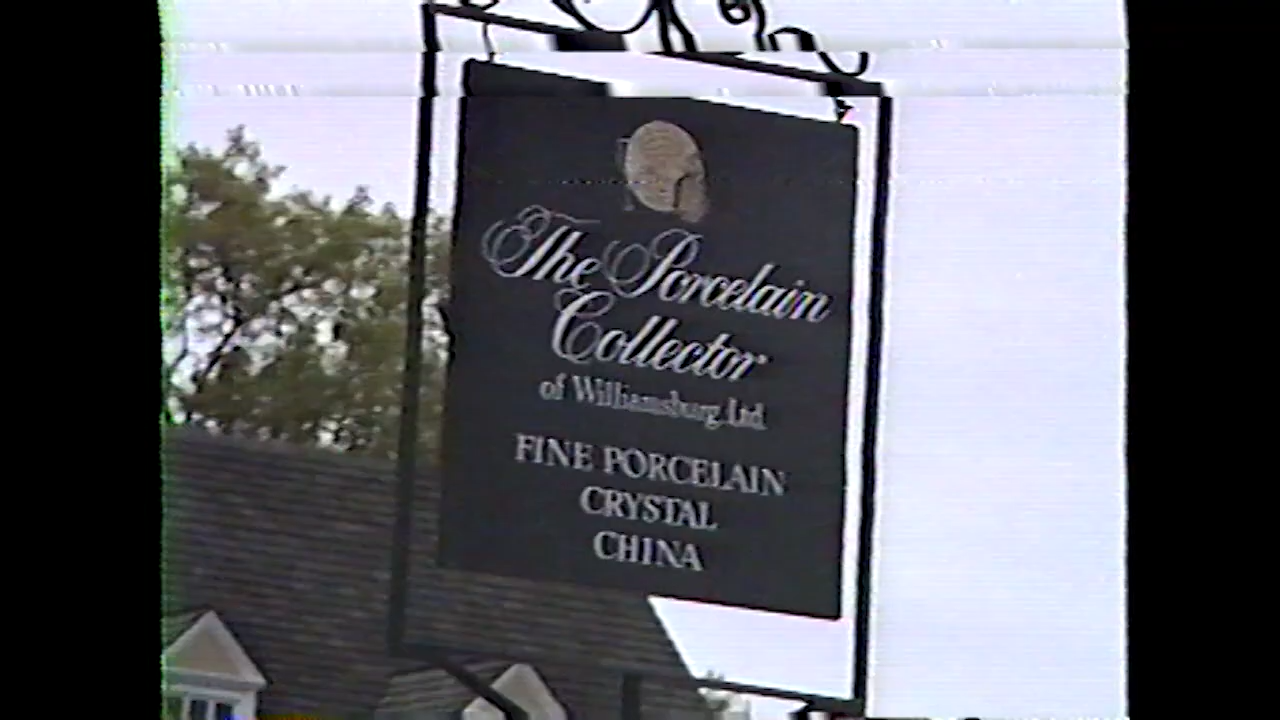 The Porcelain
Collector
of Williamsburg, Ltd.
FINE PORCELAIN
CRYSTAL
CHINA